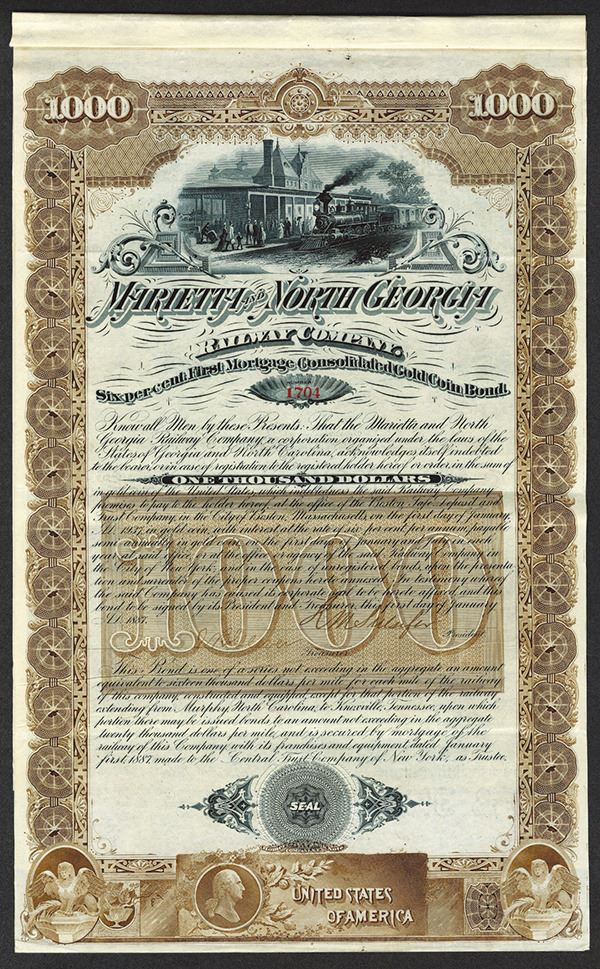 1000 1000
MARIETTA AND NORTH GEORGIA
RAILWAY COMPANY.
Six per cent First Mortgage Consolidated Gold Coin Bond.
NUMBER
1704
Know all Men by these Presents: That the Marietta and North
Georgia Railway Company, a corporation organized under the laws of the
States of Georgia and North Carolina, acknowledges itself indebted
to the bearer, or in case of registration to the registered holder hereof or order, in the sum of
ONE THOUSAND DOLLARS
in gold coin of the United States, which indebtedness the said Railway Company
promises to pay to the holder hereof, at the office of the Boston Safe Deposit and
Trust Company, in the City of Boston, Massachusetts, on the first day of January,
A.D. 1937, in gold coin, with interest at the rate of six per cent, per annum, payable
semi annually in gold coin on the first days of January and July in each
year at said office, or at the office or agency of the said Railway Company in
the City of New York; and in the case of unregistered bonds, upon the presenta-
tion and surrender of the proper coupons hereto annexed. In testimony whereof
the said Company has caused its corporate seal to be hereto affixed, and this
bond to be signed by its President and Treasurer, the first day of January
A.D. 1887.
President.
Treasurer.
1000
This Bond is one of a series not exceeding in the aggregate an amount
equivalent to sixteen thousand dollars per mile for each mile of the railway
of this company, constructed and equipped, except for that portion of the railway
extending from Murphy, North Carolina, to Knoxville, Tennessee, upon which
portion there may be issued bonds to an amount not exceeding in the aggregate
twenty thousand dollars per mile, and is secured by mortgage of the
railway of this Company with its franchises and equipment, dated January
first, 1887, made to the Central Trust Company of New York, as Trustee.
SEAL
UNITED STATES
OF AMERICA